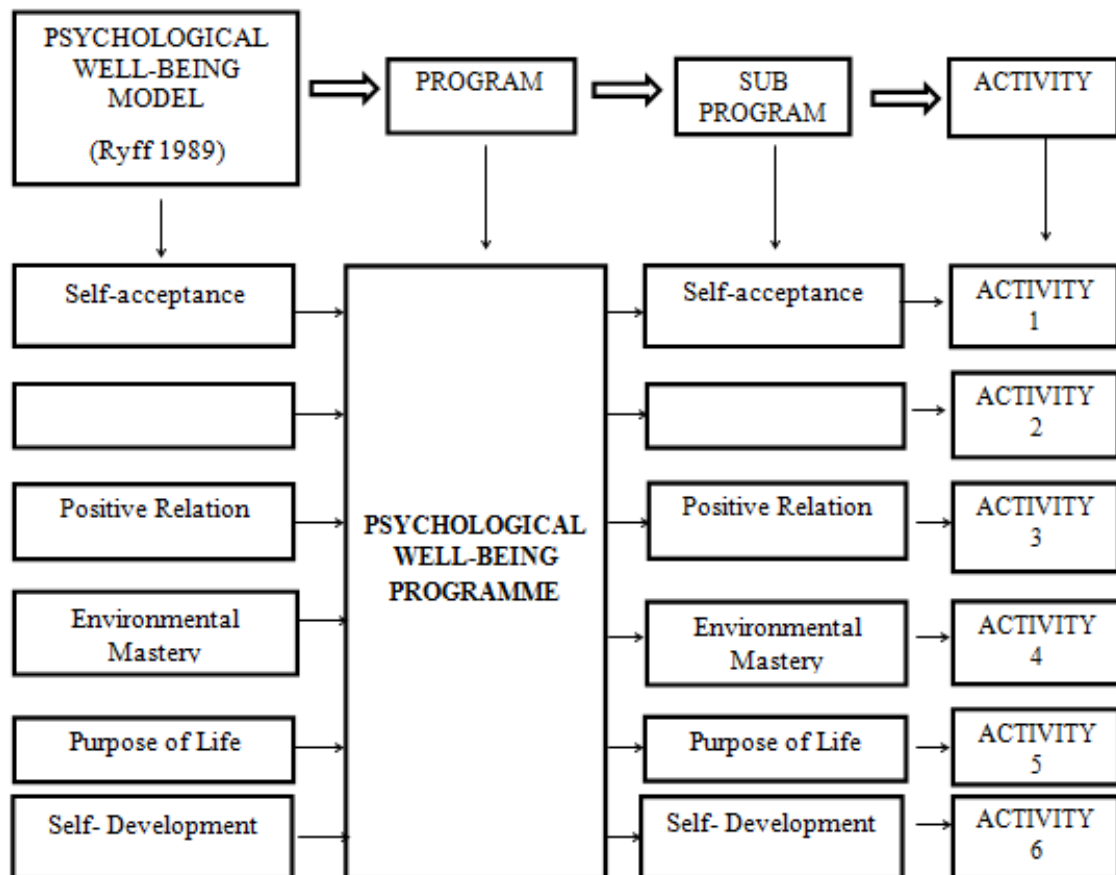 PSYCHOLOGICAL
WELL-BEING
MODEL
(Ryff 1989)
PROGRAM
SUB
PROGRAM
ACTIVITY
Self-acceptance
Self-acceptance
ACTIVITY
1
ACTIVITY
2
Positive Relation
PSYCHOLOGICAL
WELL-BEING
PROGRAMME
Positive Relation
ACTIVITY
3
Environmental
Mastery
Environmental
Mastery
ACTIVITY
4
Purpose of Life
Purpose of Life
ACTIVITY
5
Self- Development
Self- Development
ACTIVITY
6